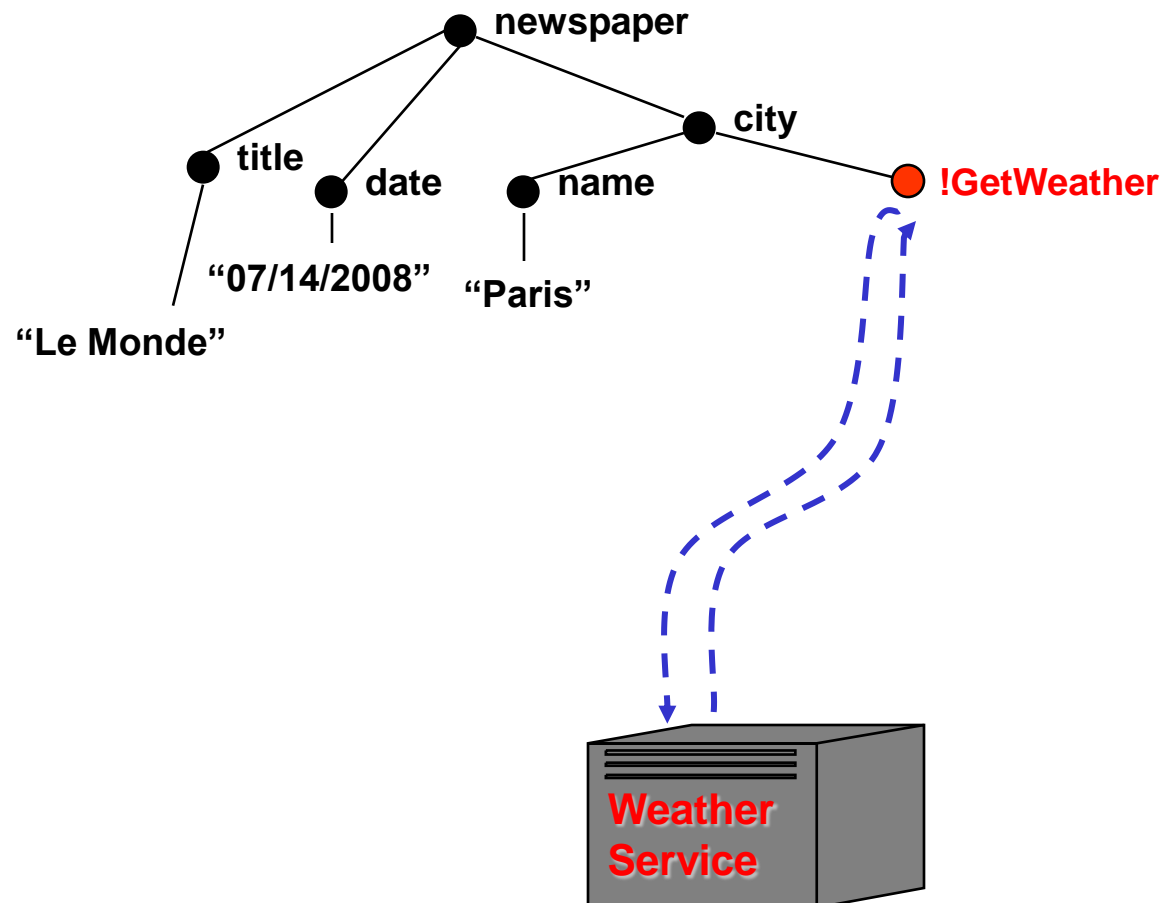 newspaper
city
title
date
name
!GetWeather
“07/14/2008”
“Paris”
“Le Monde”
Weather
Service